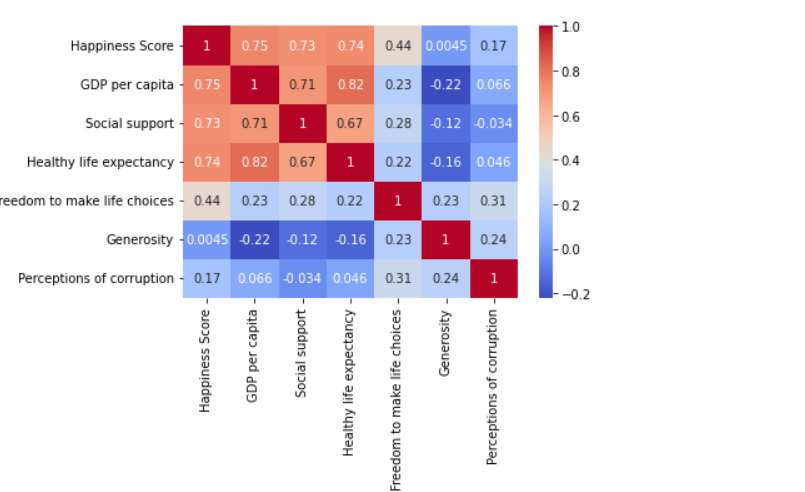 Happiness Score 1 0.75 0.73 0.74 0.44 0.0045 0.17
GDP per capita 0.75 1 0.71 0.82 0.23 -0.22 0.066
Social support 0.73 0.71 1 0.67 0.28 -0.12 -0.034
Healthy life expectancy 0.74 0.82 0.67 1 0.22 -0.16 0.046
reedom to make life choices 0.44 0.23 0.28 0.22 1 0.23 0.31
Generosity 0.0045 -0.22 -0.12 -0.16 0.23 1 0.24
Perceptions of corruption 0.17 0.066 -0.034 0.046 0.31 0.24 1
Happiness Score
GDP per capita
Social support
Healthy life expectancy
Freedom to make life choices
Generosity
Perceptions of corruption
1.0
0.8
0.6
0.4
0.2
0.0
−0.2